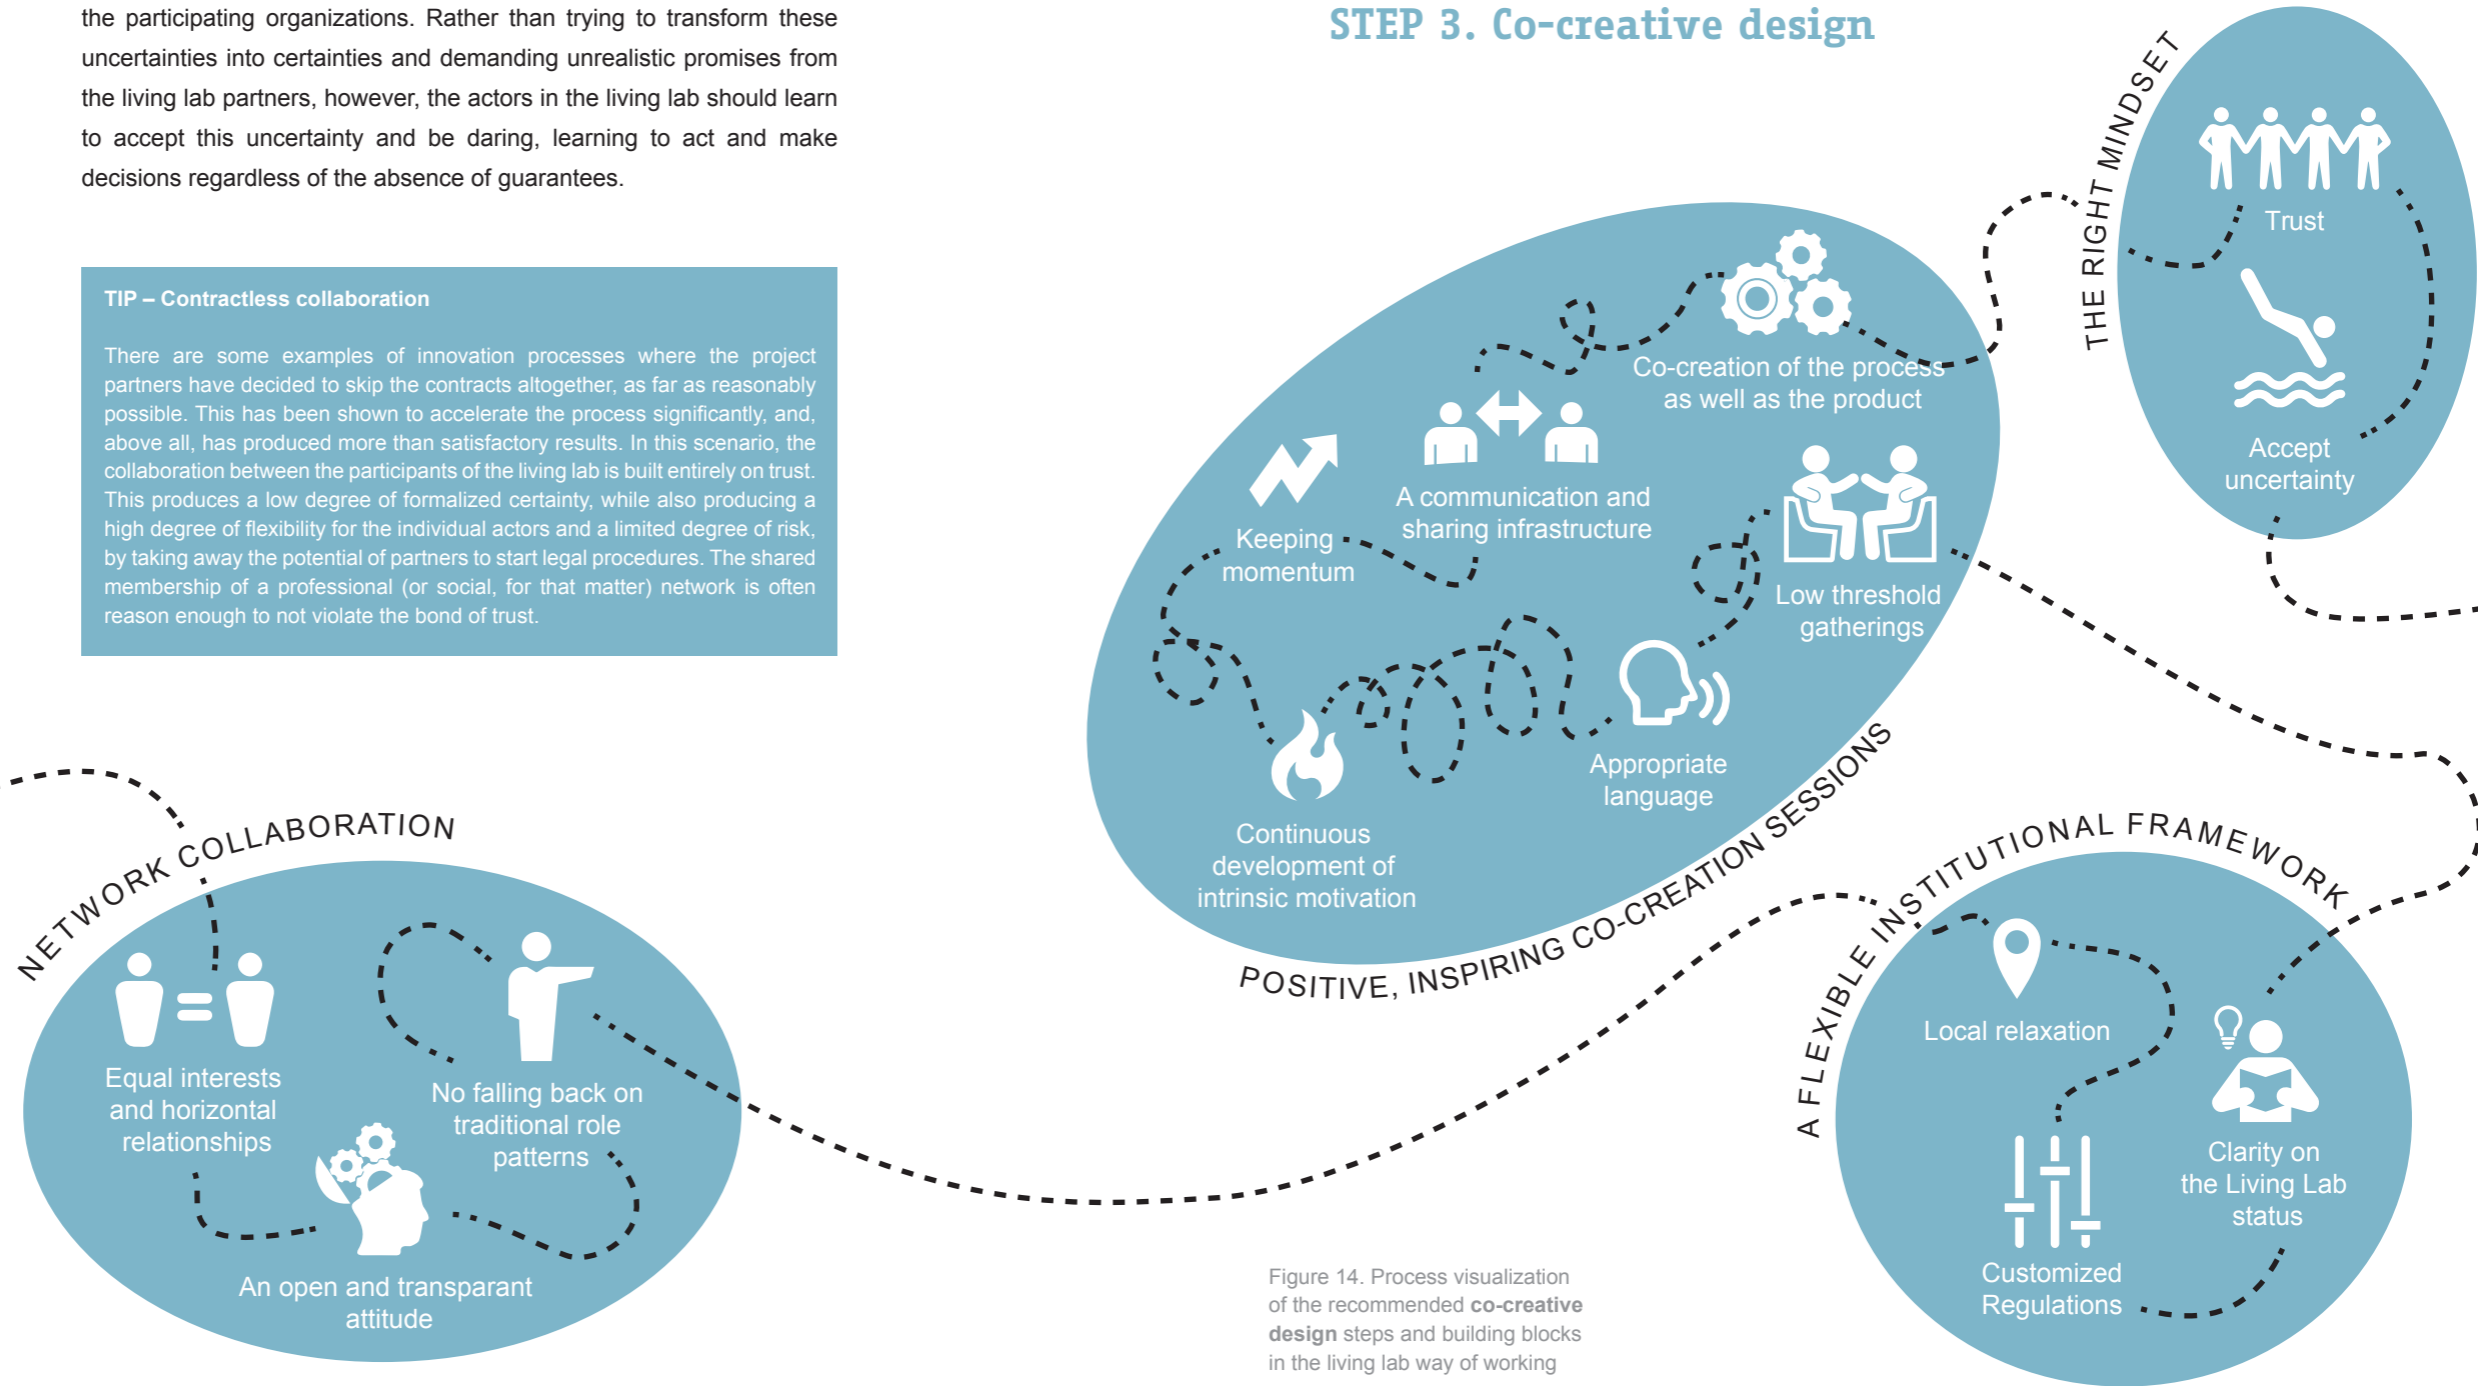 the participating organizations. Rather than trying to transform these
uncertainties into certainties and demanding unrealistic promises from
the living lab partners, however, the actors in the living lab should learn
to accept this uncertainty and be daring, learning to act and make
decisions regardless of the absence of guarantees.
TIP – Contractless collaboration
There are some examples of innovation processes where the project
partners have decided to skip the contracts altogether, as far as reasonably
possible. This has been shown to accelerate the process significantly, and,
above all, has produced more than satisfactory results. In this scenario, the
collaboration between the participants of the living lab is built entirely on trust.
This produces a low degree of formalized certainty, while also producing a
high degree of flexibility for the individual actors and a limited degree of risk,
by taking away the potential of partners to start legal procedures. The shared
membership of a professional (or social, for that matter) network is often
reason enough to not violate the bond of trust.
NETWORK COLLABORATION
Equal interests
and horizontal
relationships
No falling back on
traditional role
patterns
An open and transparant
attitude
STEP 3. Co-creative design
Co-creation of the process
as well as the product
A communication and
sharing infrastructure
Keeping
momentum
Low threshold
gatherings
Appropriate
language
Continuous
development of
intrinsic motivation
POSITIVE, INSPIRING CO-CREATION SESSIONS
THE RIGHT MINDSET
Trust
Accept
uncertainty
A FLEXIBLE INSTITUTIONAL FRAMEWORK
Local relaxation
Clarity on
the Living Lab
status
Customized
Regulations
Figure 14. Process visualization
of the recommended co-creative
design steps and building blocks
in the living lab way of working